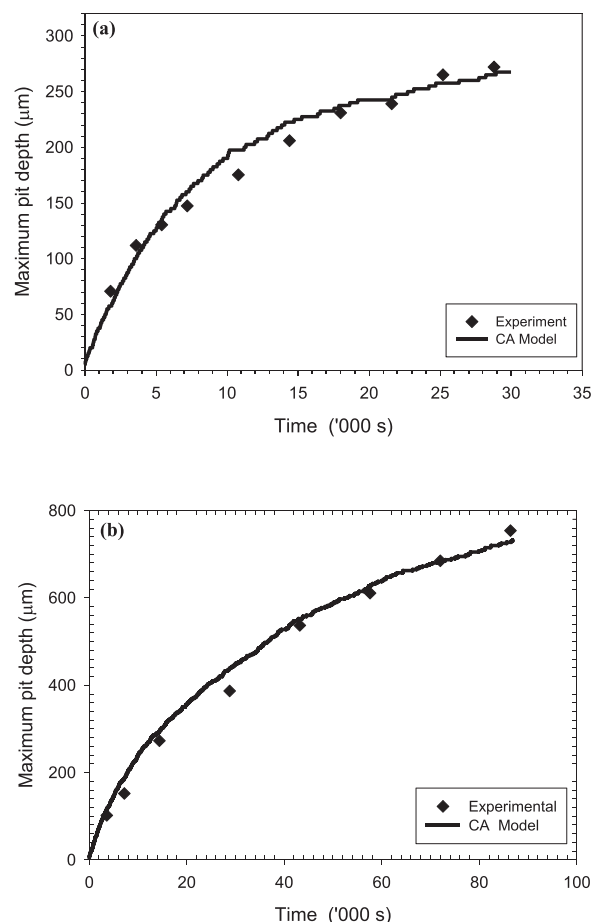 (a)
Maximum pit depth (μm)
300
250
200
150
100
50
0
0 5 10 15 20 25 30 35
Time ('000 s)
Experiment
CA Model
(b)
Maximum pit depth (μm)
800
600
400
200
0
0 20 40 60 80 100
Time ('000 s)
Experimental
CA Model